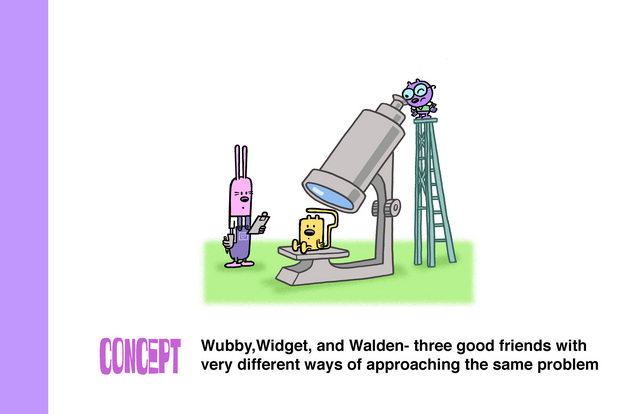 CONCEPT
Wubby,Widget, and Walden- three good friends with
very different ways of approaching the same problem